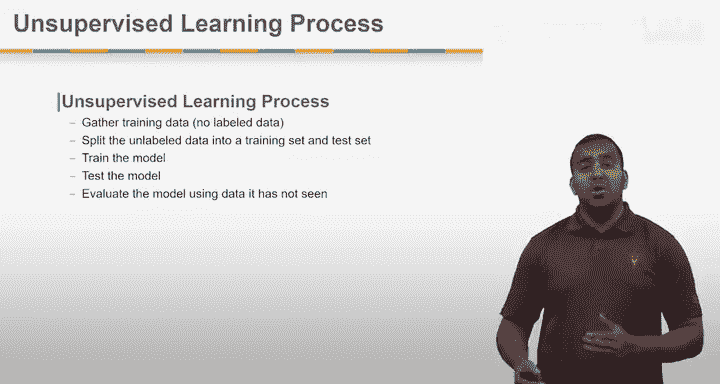 Unsupervised Learning Process
Unsupervised Learning Process
– Gather training data (no labeled data)
– Split the unlabeled data into a training set and test set
– Train the model
– Test the model
– Evaluate the model using data it has not seen